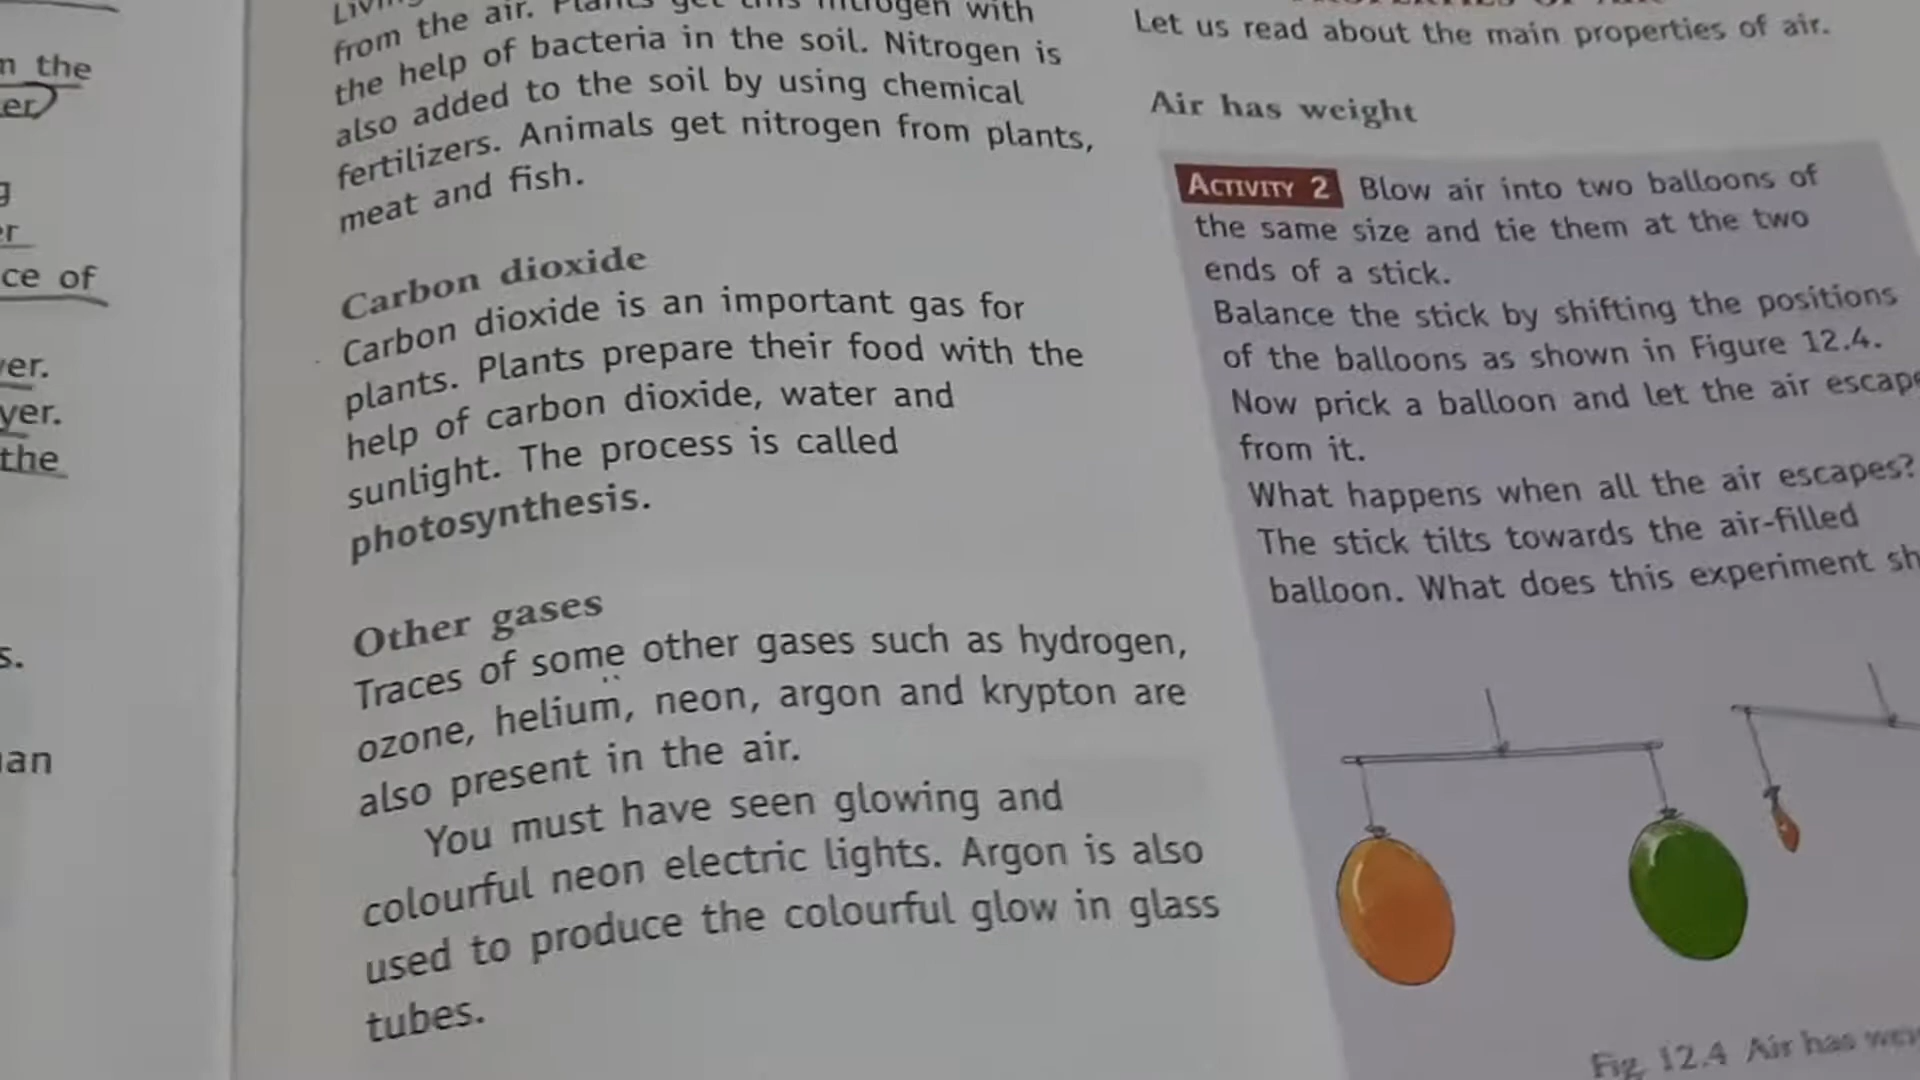 m the
er
g
er
ce of
yer.
yer.
the
s.
an
from the air. Plants get this nitrogen with
the help of bacteria in the soil. Nitrogen is
also added to the soil by using chemical
fertilizers. Animals get nitrogen from plants,
meat and fish.
Carbon dioxide
Carbon dioxide is an important gas for
plants. Plants prepare their food with the
help of carbon dioxide, water and
sunlight. The process is called
photosynthesis.
Other gases
Traces of some other gases such as hydrogen,
ozone, helium, neon, argon and krypton are
also present in the air.
You must have seen glowing and
colourful neon electric lights. Argon is also
used to produce the colourful glow in glass
tubes.
Let us read about the main properties of air.
Air has weight
ACTIVITY 2 Blow air into two balloons of
the same size and tie them at the two
ends of a stick.
Balance the stick by shifting the positions
of the balloons as shown in Figure 12.4.
Now prick a balloon and let the air escape
from it.
What happens when all the air escapes?
The stick tilts towards the air-filled
balloon. What does this experiment sh
Fig. 12.4 Air has wei